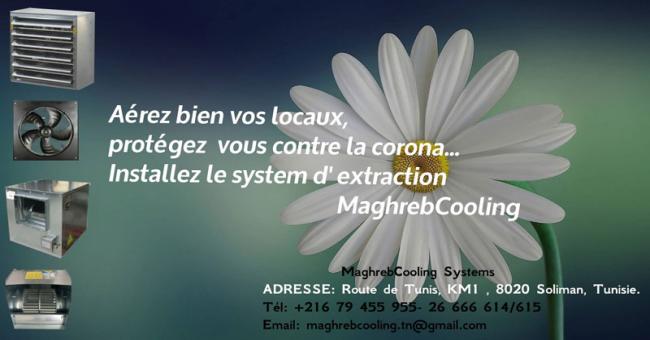 Aérez bien vos locaux,
protégez vous contre la corona...
Installez le system d' extraction
MaghrebCooling
MaghrebCooling Systems
ADRESSE: Route de Tunis, KM1 , 8020 Soliman, Tunisie.
Tél: +216 79 455 955- 26 666 614/615
Email: maghrebcooling.tn@gmail.com